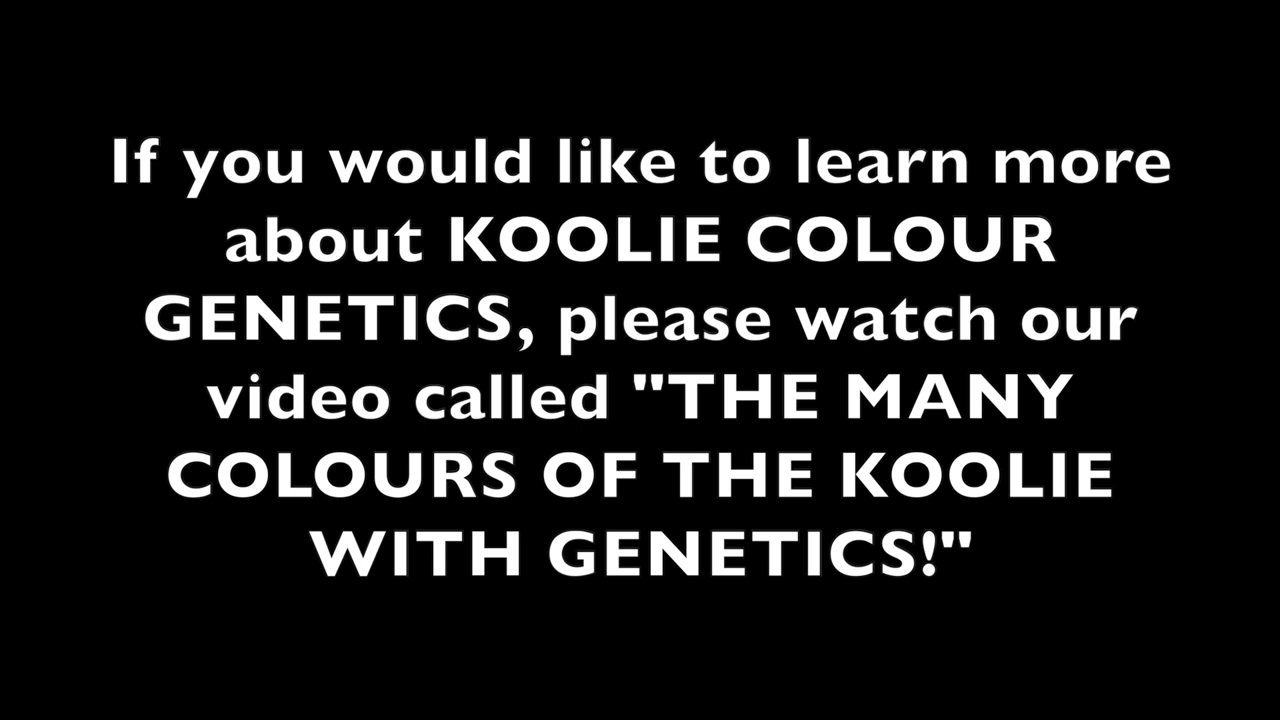 If you would like to learn more
about KOOLIE COLOUR
GENETICS, please watch our
video called "THE MANY
COLOURS OF THE KOOLIE
WITH GENETICS!"